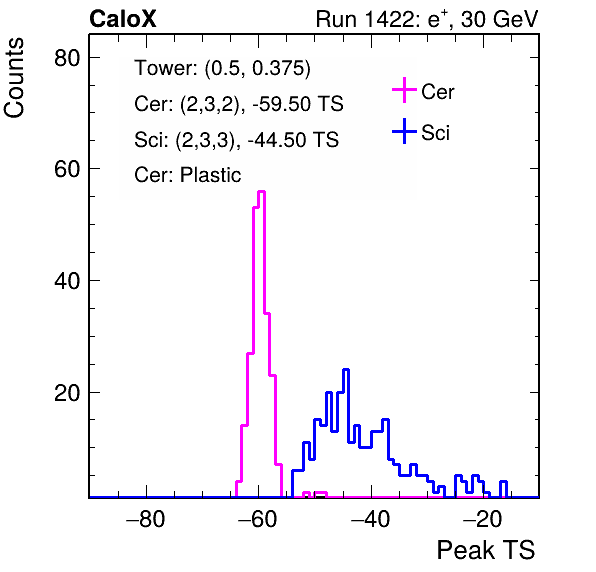 CaloX Run 1422: e⁺, 30 GeV
Counts
80
60
40
20
Tower: (0.5, 0.375)
Cer: (2,3,2), -59.50 TS
Sci: (2,3,3), -44.50 TS
Cer: Plastic
Cer
Sci
−80 −60 −40 −20
Peak TS